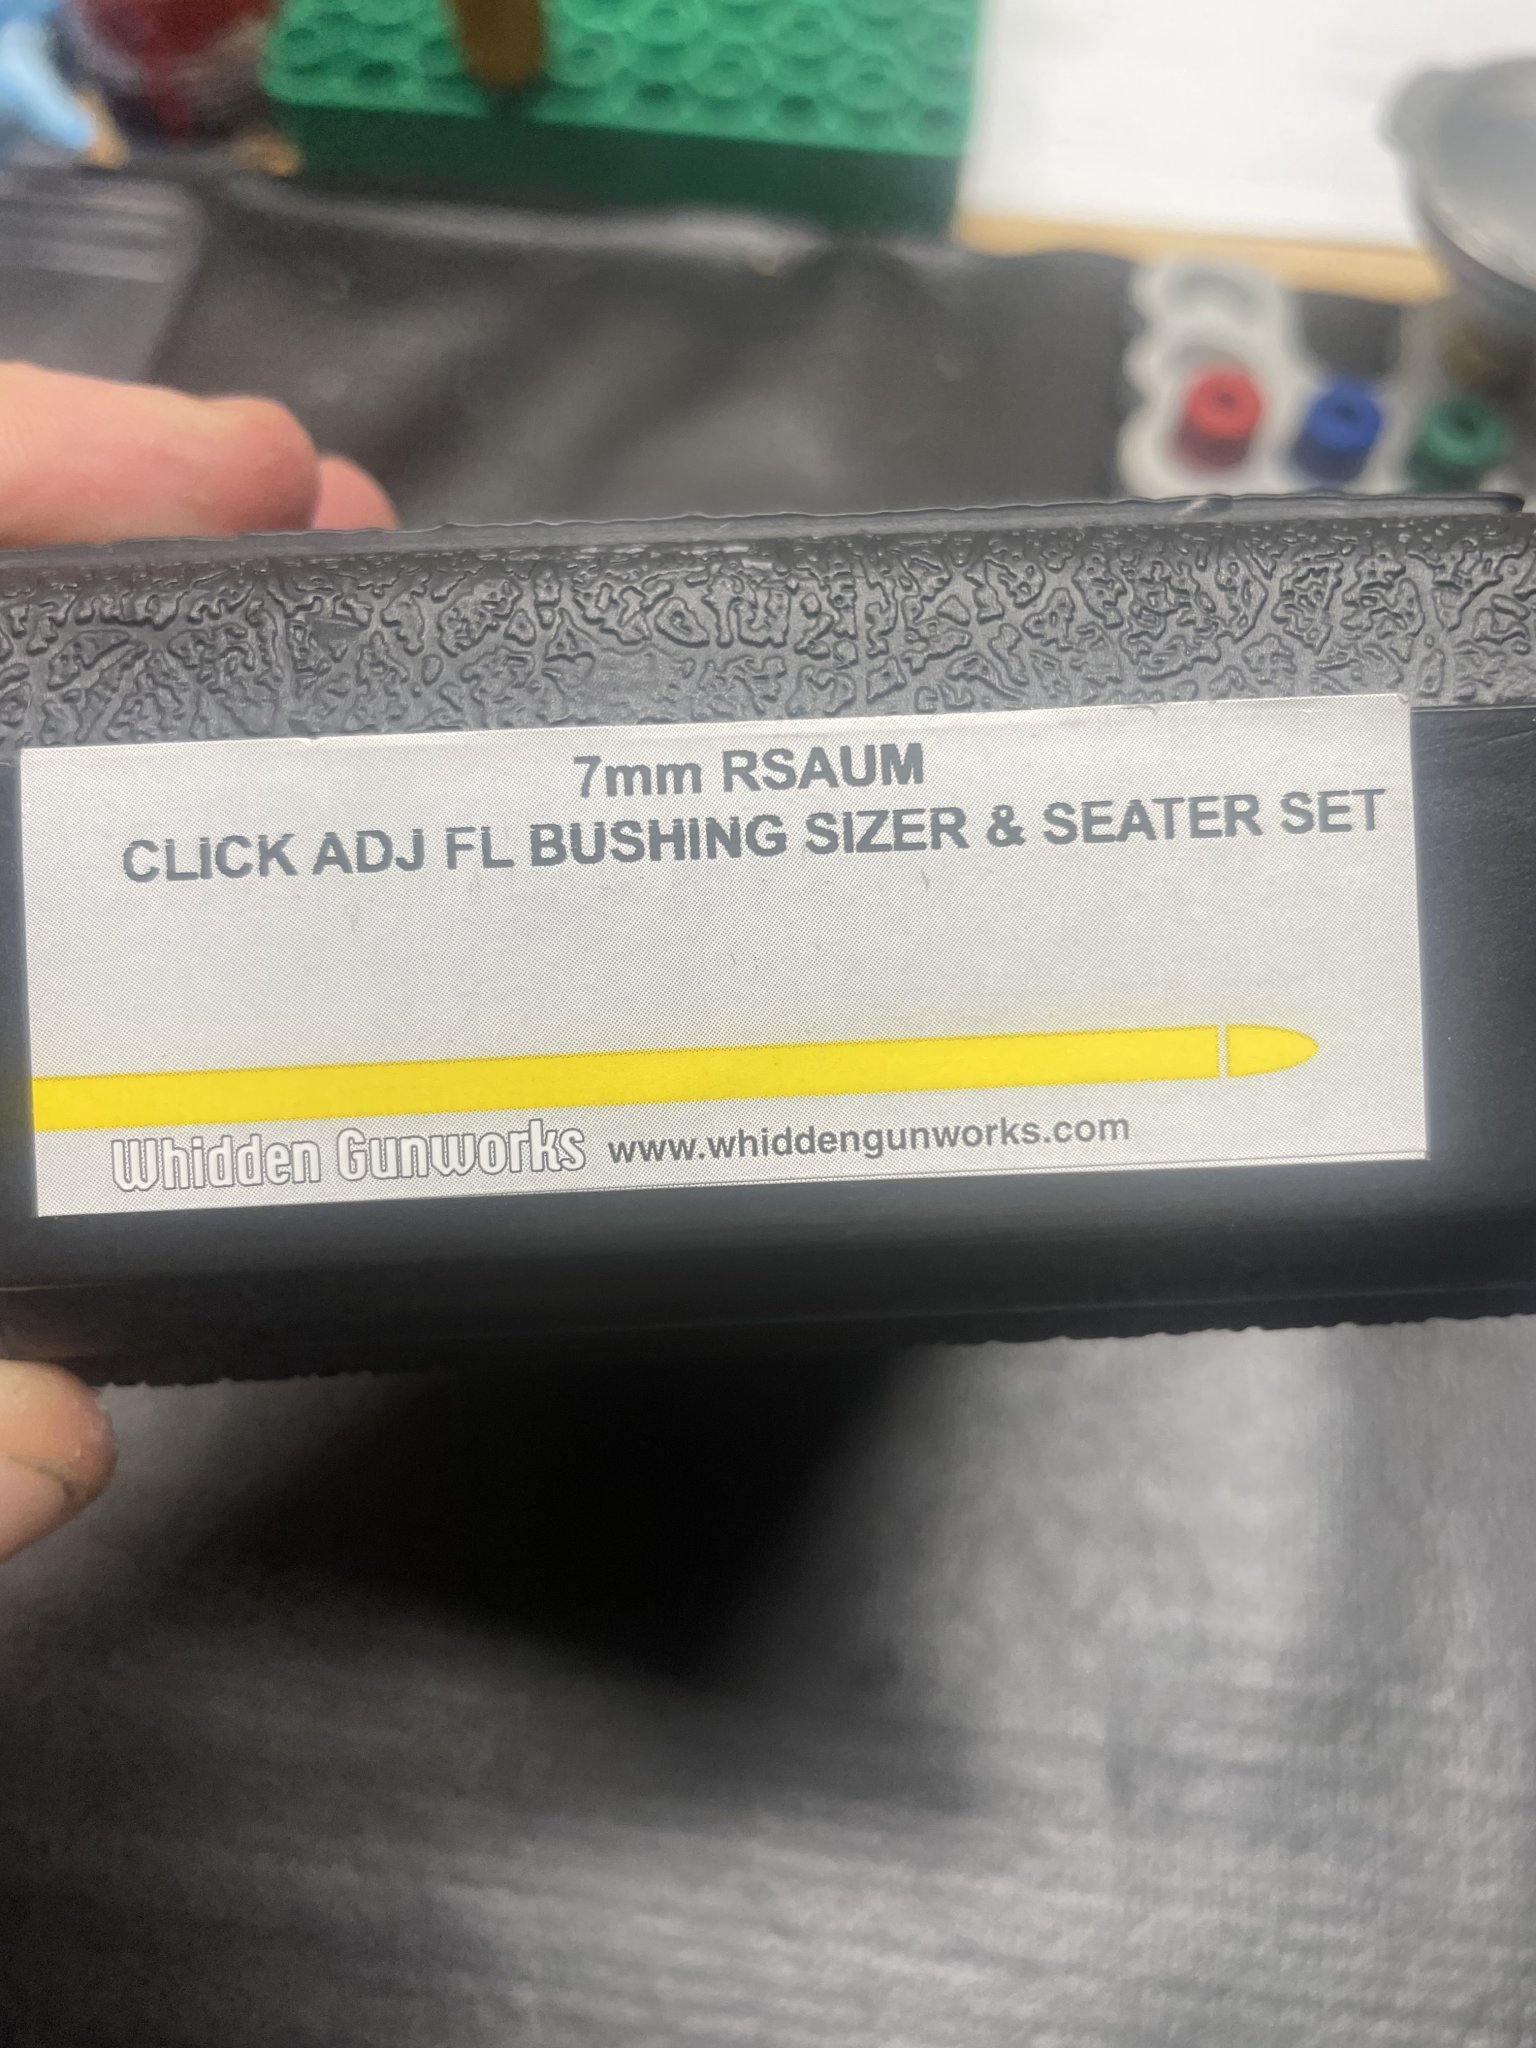 7mm RSAUM
CLICK ADJ FL BUSHING SIZER & SEATER SET
Whidden Gunworks www.whiddengunworks.com